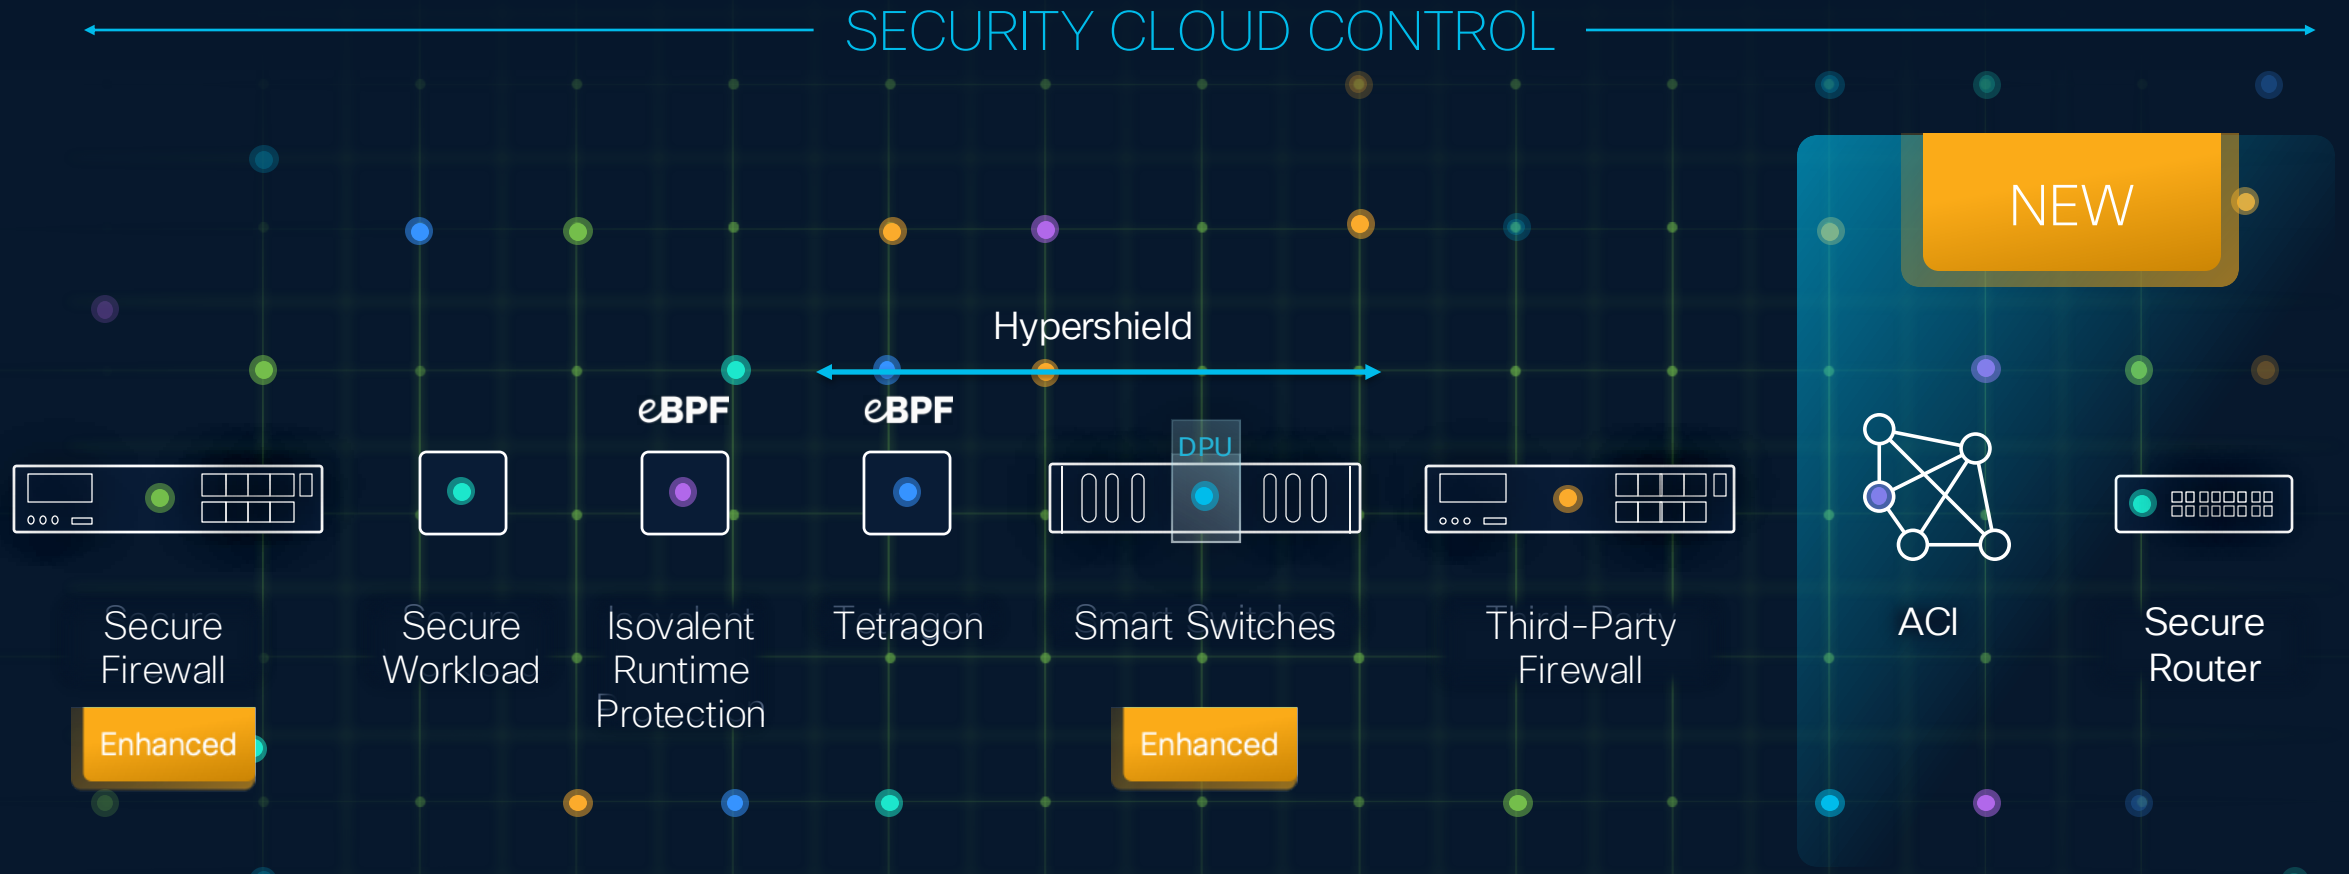 SECURITY CLOUD CONTROL
NEW
Hypershield
eBPF
eBPF
DPU
Secure
Firewall
Enhanced
Secure
Workload
Isovalent
Runtime
Protection
Tetragon
Smart Switches
Enhanced
Third-Party
Firewall
ACI
Secure
Router